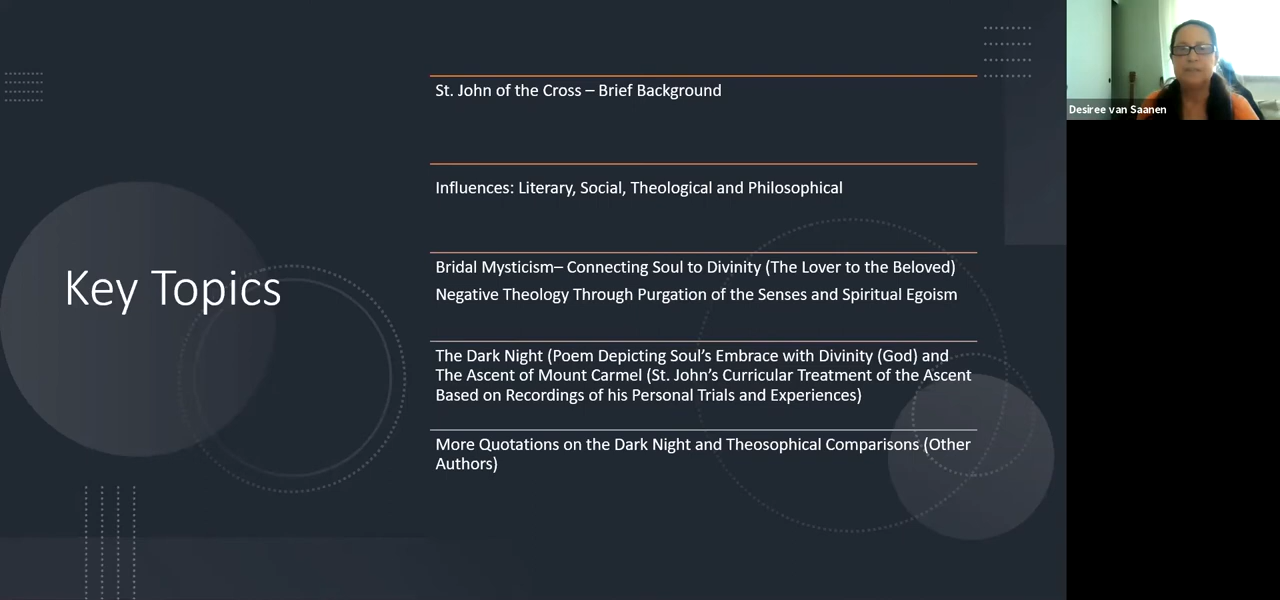 Key Topics
St. John of the Cross – Brief Background
Influences: Literary, Social, Theological and Philosophical
Bridal Mysticism– Connecting Soul to Divinity (The Lover to the Beloved)
Negative Theology Through Purgation of the Senses and Spiritual Egoism
The Dark Night (Poem Depicting Soul's Embrace with Divinity (God) and
The Ascent of Mount Carmel (St. John's Curricular Treatment of the Ascent
Based on Recordings of his Personal Trials and Experiences)
More Quotations on the Dark Night and Theosophical Comparisons (Other
Authors)
Desiree van Saanen